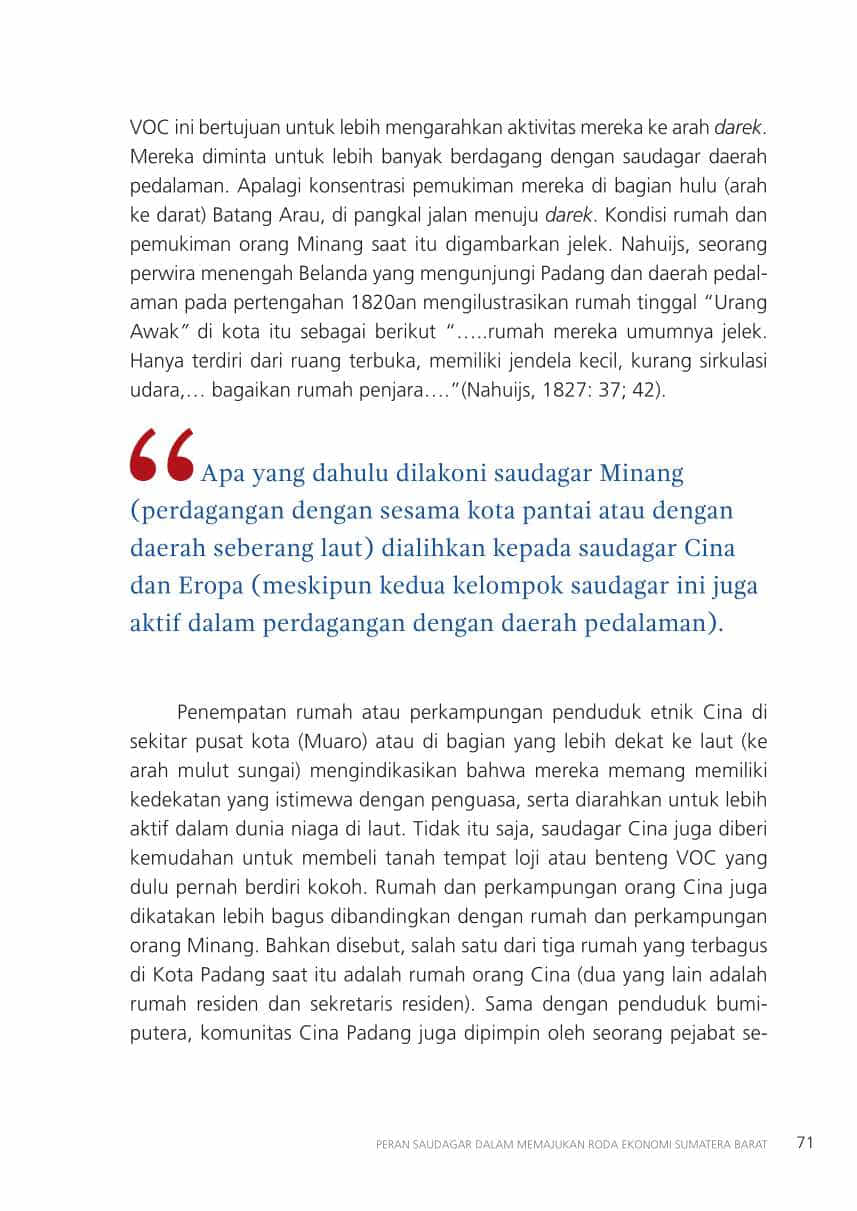 VOC ini bertujuan untuk lebih mengarahkan aktivitas mereka ke arah darek.
Mereka diminta untuk lebih banyak berdagang dengan saudagar daerah
pedalaman. Apalagi konsentrasi pemukiman mereka di bagian hulu (arah
ke darat) Batang Arau, di pangkal jalan menuju darek. Kondisi rumah dan
pemukiman orang Minang saat itu digambarkan jelek. Nahuijs, seorang
perwira menengah Belanda yang mengunjungi Padang dan daerah pedal-
aman pada pertengahan 1820an mengilustrasikan rumah tinggal “Urang
Awak” di kota itu sebagai berikut “…..rumah mereka umumnya jelek.
Hanya terdiri dari ruang terbuka, memiliki jendela kecil, kurang sirkulasi
udara,… bagaikan rumah penjara….”(Nahuijs, 1827: 37; 42).
“Apa yang dahulu dilakoni saudagar Minang
(perdagangan dengan sesama kota pantai atau dengan
daerah seberang laut) dialihkan kepada saudagar Cina
dan Eropa (meskipun kedua kelompok saudagar ini juga
aktif dalam perdagangan dengan daerah pedalaman).
Penempatan rumah atau perkampungan penduduk etnik Cina di
sekitar pusat kota (Muaro) atau di bagian yang lebih dekat ke laut (ke
arah mulut sungai) mengindikasikan bahwa mereka memang memiliki
kedekatan yang istimewa dengan penguasa, serta diarahkan untuk lebih
aktif dalam dunia niaga di laut. Tidak itu saja, saudagar Cina juga diberi
kemudahan untuk membeli tanah tempat loji atau benteng VOC yang
dulu pernah berdiri kokoh. Rumah dan perkampungan orang Cina juga
dikatakan lebih bagus dibandingkan dengan rumah dan perkampungan
orang Minang. Bahkan disebut, salah satu dari tiga rumah yang terbagus
di Kota Padang saat itu adalah rumah orang Cina (dua yang lain adalah
rumah residen dan sekretaris residen). Sama dengan penduduk bumi-
putera, komunitas Cina Padang juga dipimpin oleh seorang pejabat se-
PERAN SAUDAGAR DALAM MEMAJUKAN RODA EKONOMI SUMATERA BARAT 71